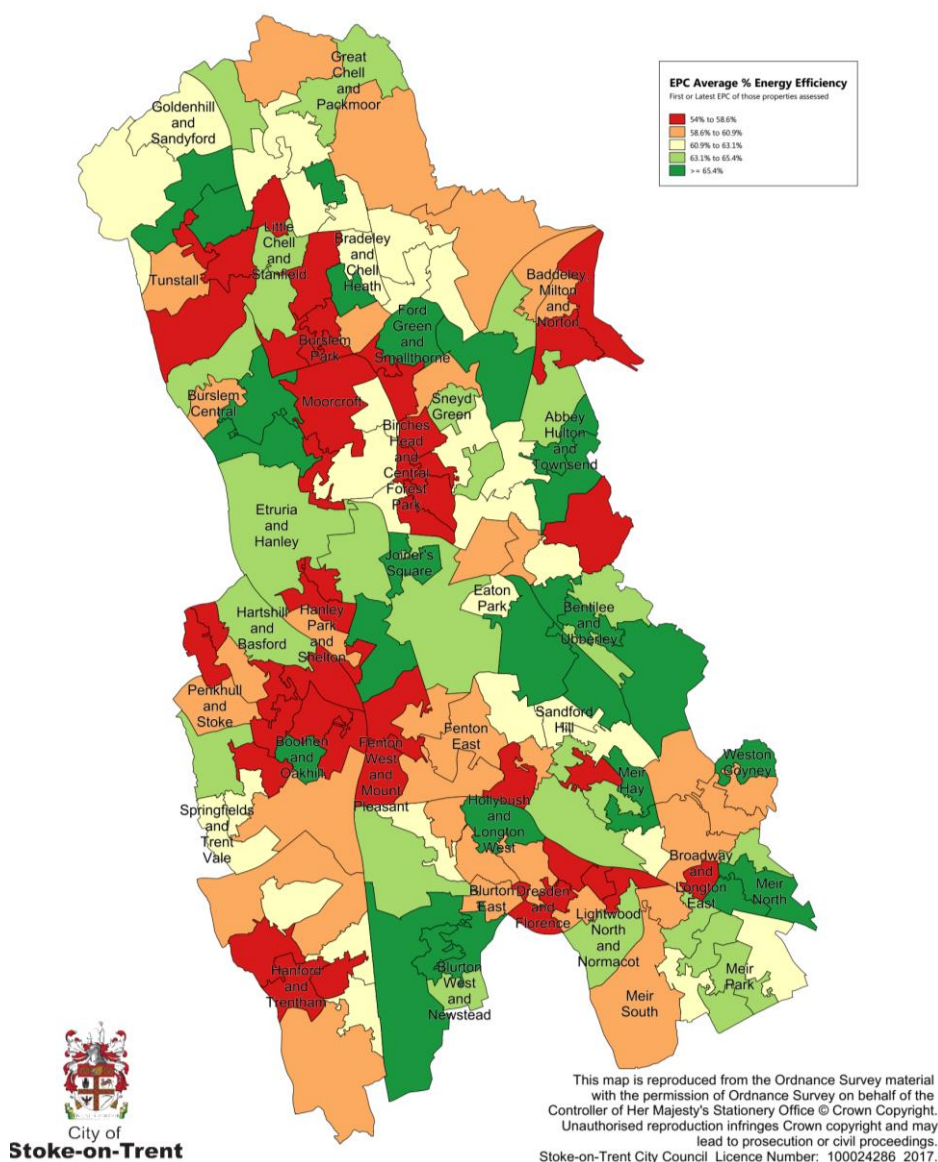 EPC Average % Energy Efficiency
First or Latest EPC of those properties assessed
54% to 58.6%
58.6% to 60.9%
60.9% to 63.1%
63.1% to 65.4%
>= 65.4%
Great
Chell
and
Packmoor
Goldenhill
and
Sandyford
Little
Chell
and
Stanfield
Bradeley
and
Chell
Heath
Tunstall
Baddeley
Milton
and
Norton
Ford
Green
and
Smallthorne
Burslem
Park
Burslem
Central
Moorcroft
Sneyd
Green
Abbey
Hulton
and
Townsend
Birches
Head
and
Central
Forest
Park
Etruria
and
Hanley
Joiner's
Square
Eaton
Park
Bentilee
and
Ubberley
Hartshill
and
Basford
Hanley
Park
and
Shelton
Penkhull
and
Stoke
Sandford
Hill
Boothen
and
Oakhill
Fenton
West
and
Mount
Pleasant
Fenton
East
Weston
Coyney
Meir
Hay
Springfields
and
Trent
Vale
Hollybush
and
Longton
West
Broadway
and
Longton
East
Meir
North
Blurton
East
Dresden
and
Florence
Lightwood
North
and
Normacot
Hanford
and
Trentham
Blurton
West
and
Newstead
Meir
South
Meir
Park
City of
Stoke-on-Trent
This map is reproduced from the Ordnance Survey material
with the permission of Ordnance Survey on behalf of the
Controller of Her Majesty's Stationery Office © Crown Copyright.
Unauthorised reproduction infringes Crown copyright and may
lead to prosecution or civil proceedings.
Stoke-on-Trent City Council Licence Number: 100024286 2017.